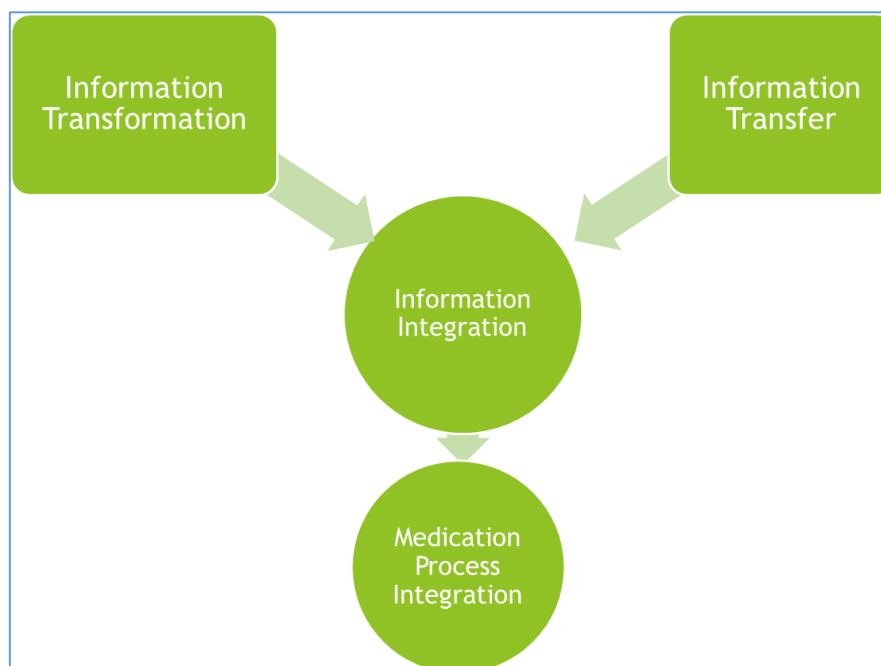 Information
Transformation
Information
Transfer
Information
Integration
Medication
Process
Integration